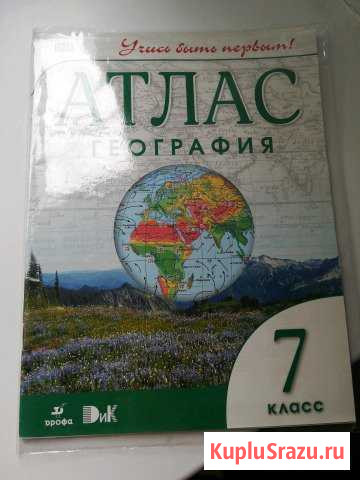 Учись быть первым!
АТЛАС
ГЕОГРАФИЯ
7
КЛАСС
дрофа
ДиК
KupluSrazu.ru